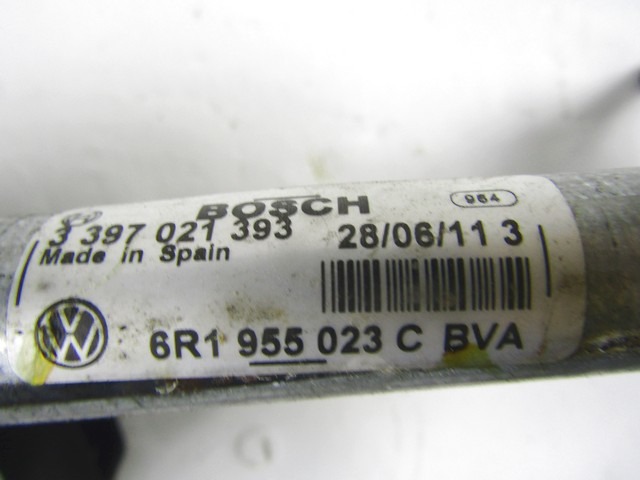 BOSCH
964
3 397 021 393
28/06/11 3
Made in Spain
6R1 955 023 C BVA